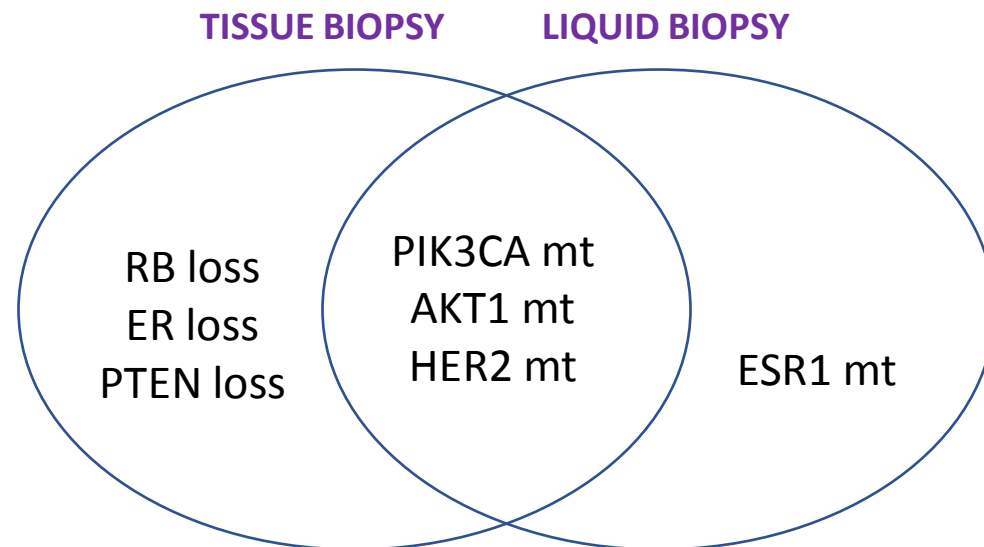 TISSUE BIOPSY
LIQUID BIOPSY
RB loss
ER loss
PTEN loss
PIK3CA mt
AKT1 mt
HER2 mt
ESR1 mt